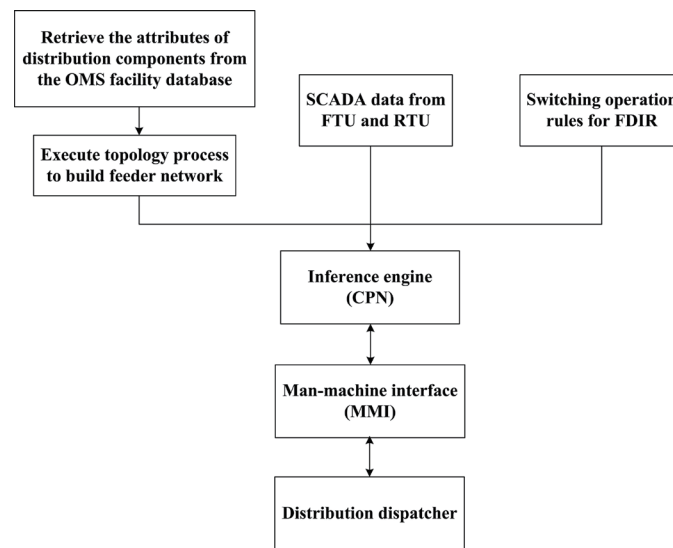 Retrieve the attributes of
distribution components from
the OMS facility database
SCADA data from
FTU and RTU
Switching operation
rules for FDIR
Execute topology process
to build feeder network
Inference engine
(CPN)
Man-machine interface
(MMI)
Distribution dispatcher